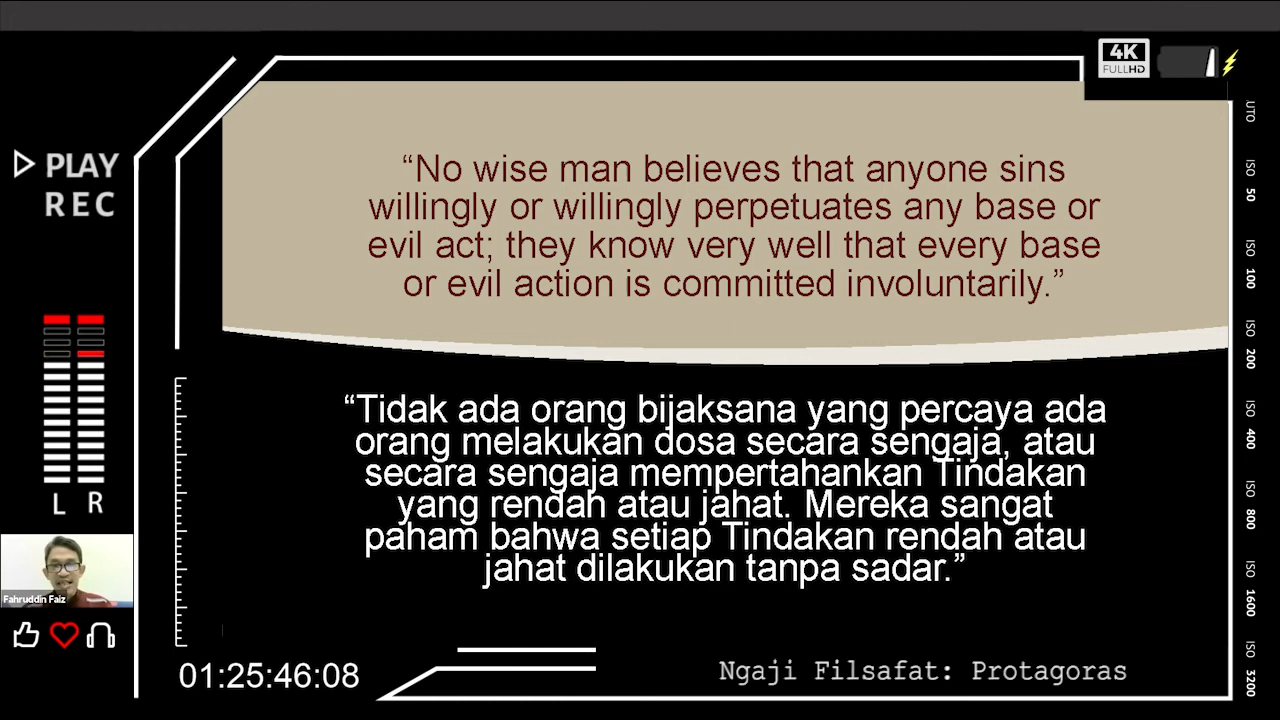 4K
FULLHD
PLAY
REC
“No wise man believes that anyone sins
willingly or willingly perpetuates any base or
evil act; they know very well that every base
or evil action is committed involuntarily.”
“Tidak ada orang bijaksana yang percaya ada
orang melakukan dosa secara sengaja, atau
secara sengaja mempertahankan Tindakan
yang rendah atau jahat. Mereka sangat
paham bahwa setiap Tindakan rendah atau
jahat dilakukan tanpa sadar.”
L R
Fahruddin Faiz
01:25:46:08
Ngaji Filsafat: Protagoras
UTO
ISO 50
ISO 100
ISO 200
ISO 400
ISO 800
ISO 1600
ISO 3200